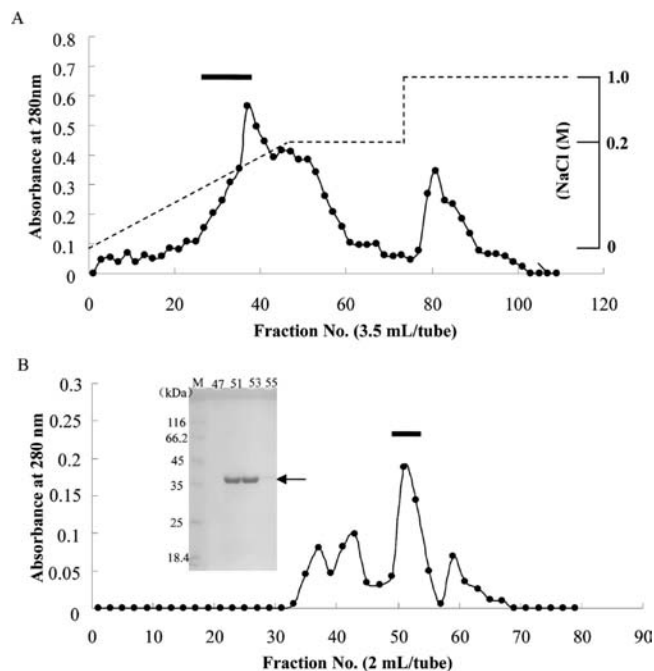 A
Absorbance at 280nm
0.8
0.7
0.6
0.5
0.4
0.3
0.2
0.1
0
1.0
0.2
0
(NaCl (M)
0 20 40 60 80 100 120
Fraction No. (3.5 mL/tube)
B
Absorbance at 280 nm
0.3
0.25
0.2
0.15
0.1
0.05
0
M 47 51 53 55
(kDa)
116
66.2
45
35
25
18.4
0 10 20 30 40 50 60 70 80 90
Fraction No. (2 mL/tube)